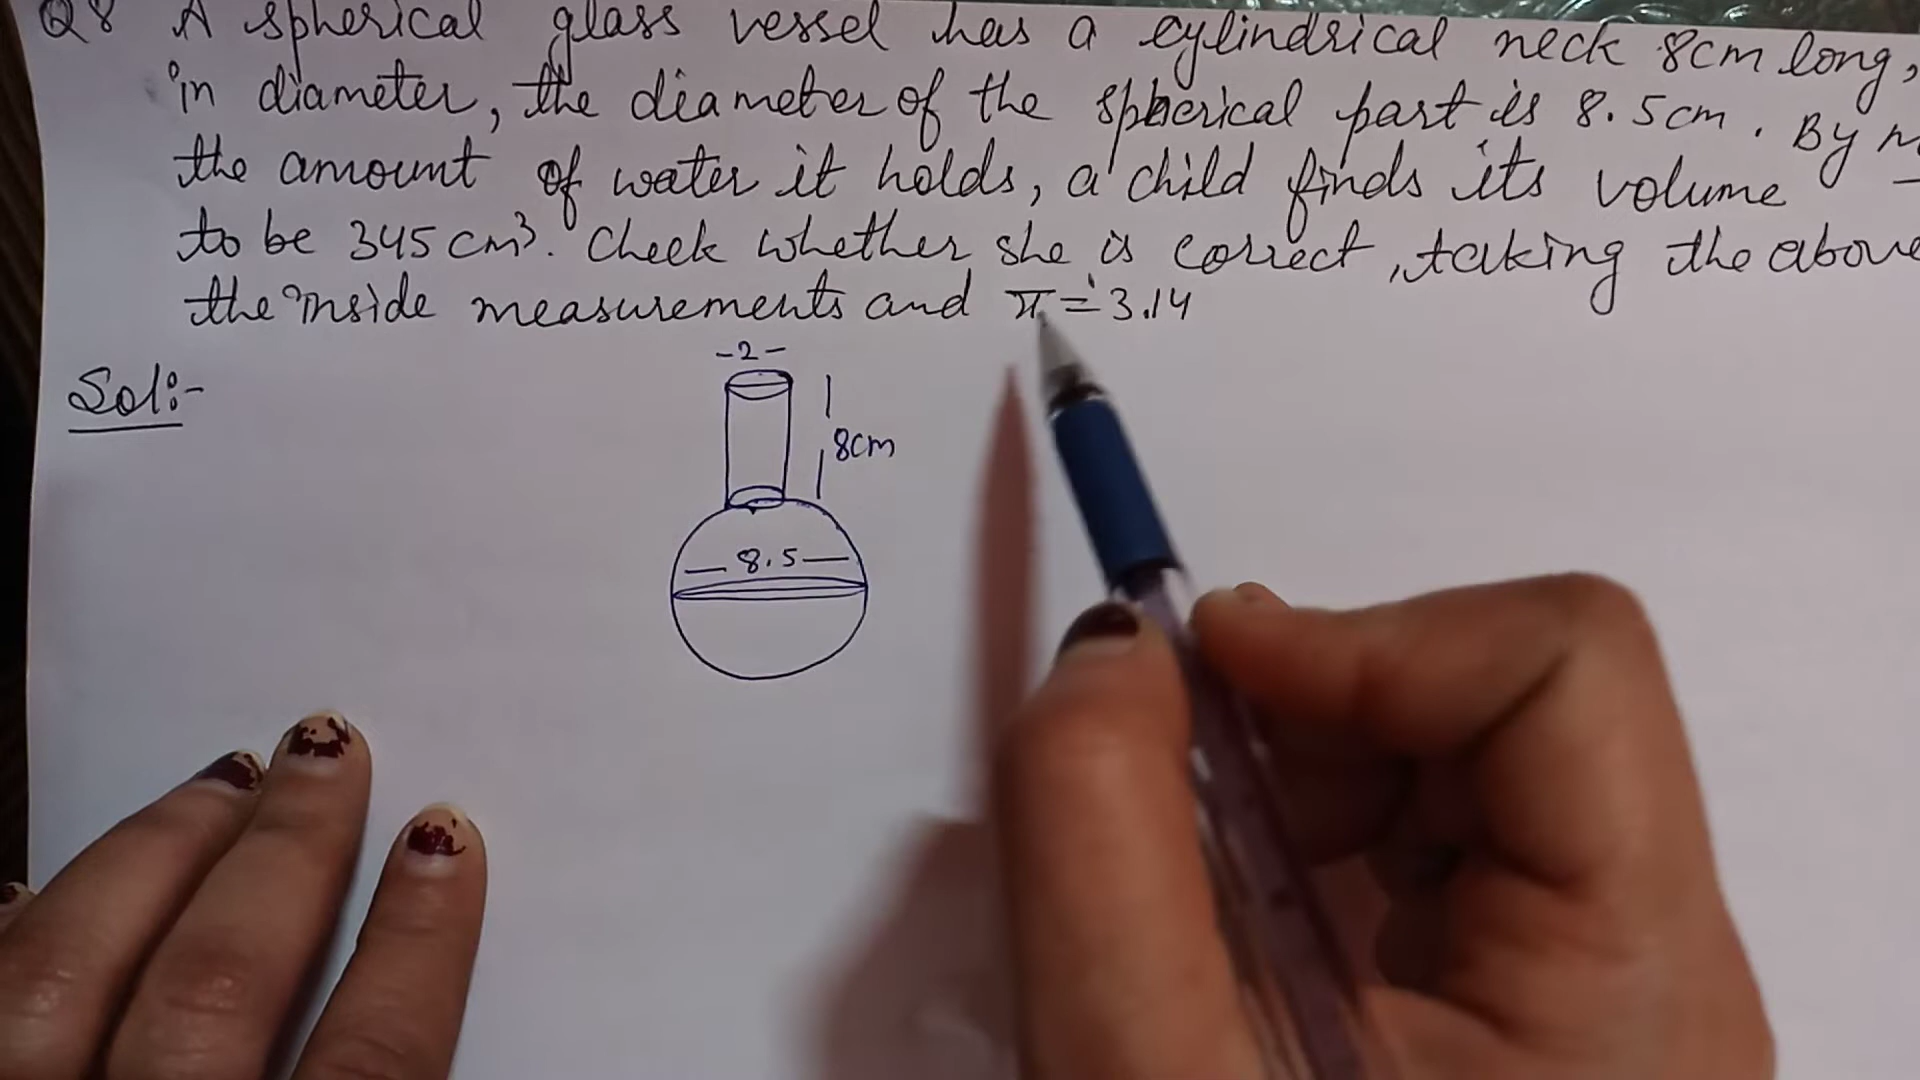 Q8 A spherical glass vessel has a cylindrical neck 8cm long,
in diameter, the diameter of the spherical part is 8.5cm. By
the amount of water it holds, a child finds its volume
to be 345cm³. Check whether she is correct, taking the above
the inside measurements and π=3.14
Sol:-
-2-
8cm
8.5